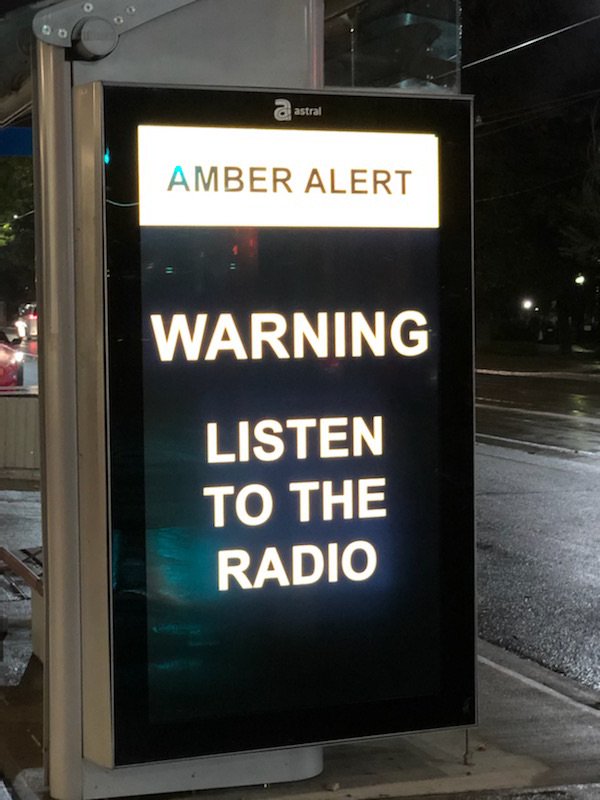 astral
AMBER ALERT
WARNING
LISTEN
TO THE
RADIO